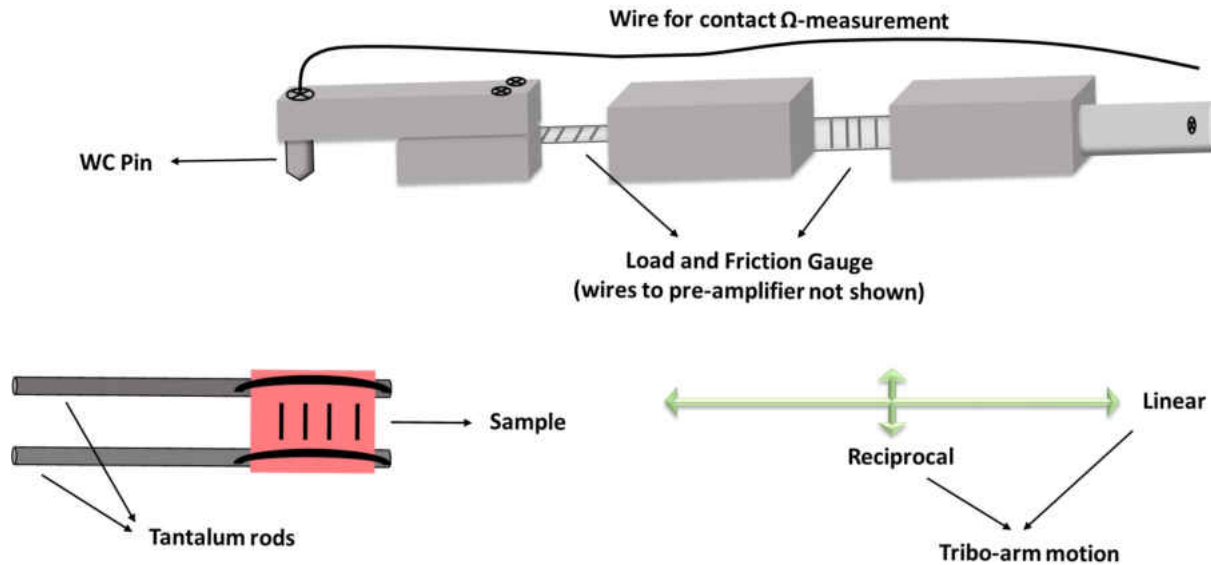 Wire for contact Ω-measurement
WC Pin
Load and Friction Gauge
(wires to pre-amplifier not shown)
Sample
Linear
Reciprocal
Tantalum rods
Tribo-arm motion